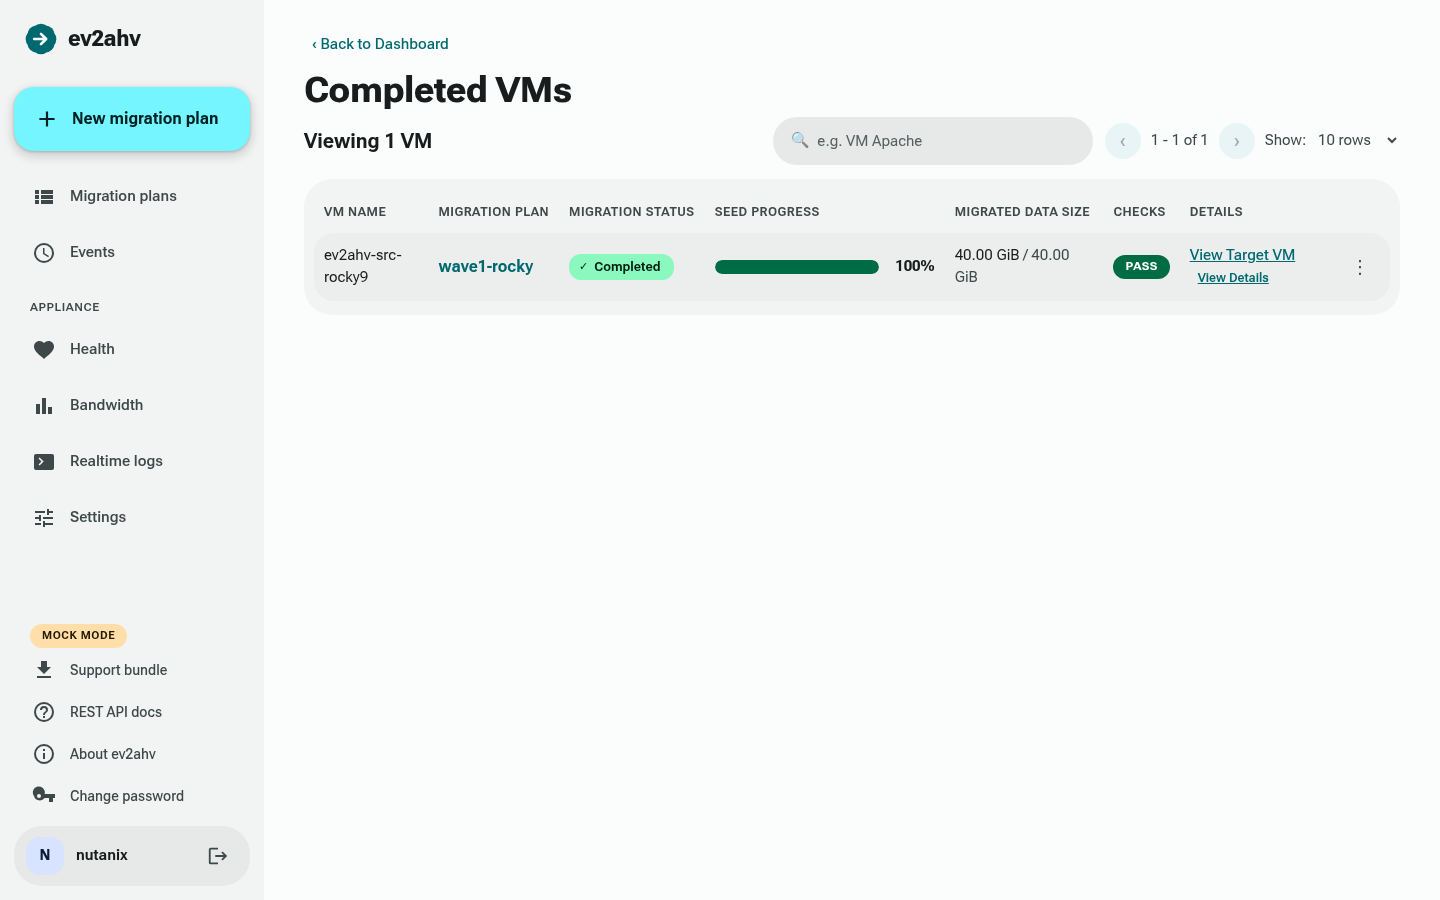 ev2ahv
New migration plan
Migration plans
Events
APPLIANCE
Health
Bandwidth
Realtime logs
Settings
MOCK MODE
Support bundle
REST API docs
About ev2ahv
Change password
N nutanix
‹ Back to Dashboard
Completed VMs
Viewing 1 VM
e.g. VM Apache
‹ 1 - 1 of 1 › Show: 10 rows
VM NAME MIGRATION PLAN MIGRATION STATUS SEED PROGRESS MIGRATED DATA SIZE CHECKS DETAILS
ev2ahv-src-
rocky9
wave1-rocky
✓ Completed
100%
40.00 GiB / 40.00
GiB
PASS
View Target VM
View Details